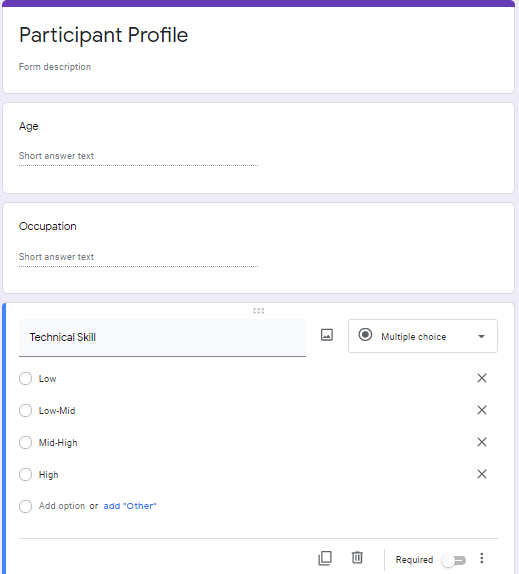 Participant Profile
Form description
Age
Short answer text
Occupation
Short answer text
Technical Skill
Multiple choice
Low
Low-Mid
Mid-High
High
Add option or add "Other"
Required